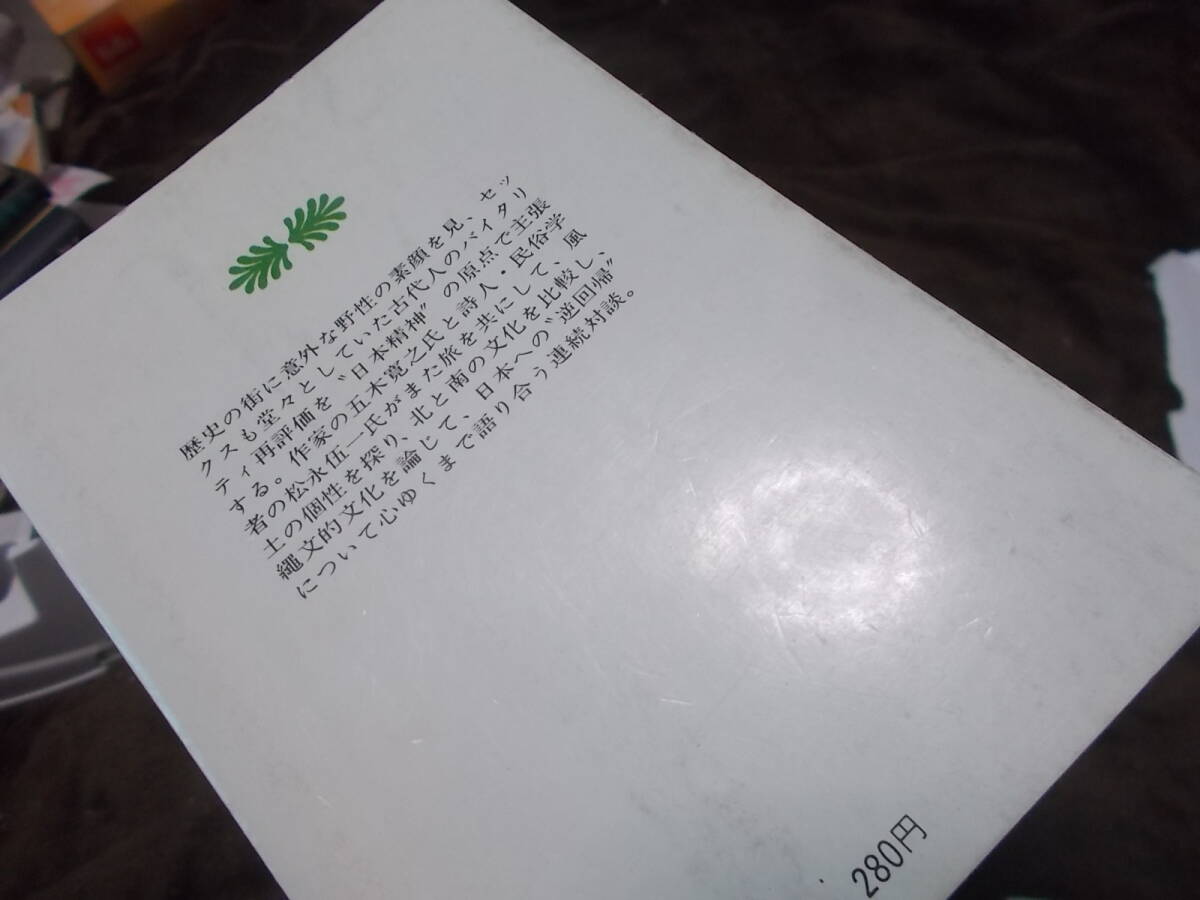 歴史の街に意外な野性の素顔を見、セッ
クスも堂々としていた古代人のバイタリ
ティ再評価を〝日本精神〟の原点で主張
する。作家の五木寛之氏と詩人・民俗学
者の松永伍一氏がまた旅を共にして、風
土の個性を探り、北と南の文化を比較し、
縄文的文化を論じて、日本への〝逆回帰〟
について心ゆくまで語り合う連続対談。
280円